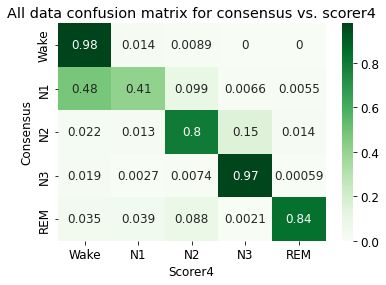 All data confusion matrix for consensus vs. scorer4
Wake 0.98 0.014 0.0089 0 0
N1 0.48 0.41 0.099 0.0066 0.0055
N2 0.022 0.013 0.8 0.15 0.014
N3 0.019 0.0027 0.0074 0.97 0.00059
REM 0.035 0.039 0.088 0.0021 0.84
Consensus
Wake N1 N2 N3 REM
Scorer4
0.8
0.6
0.4
0.2
0.0